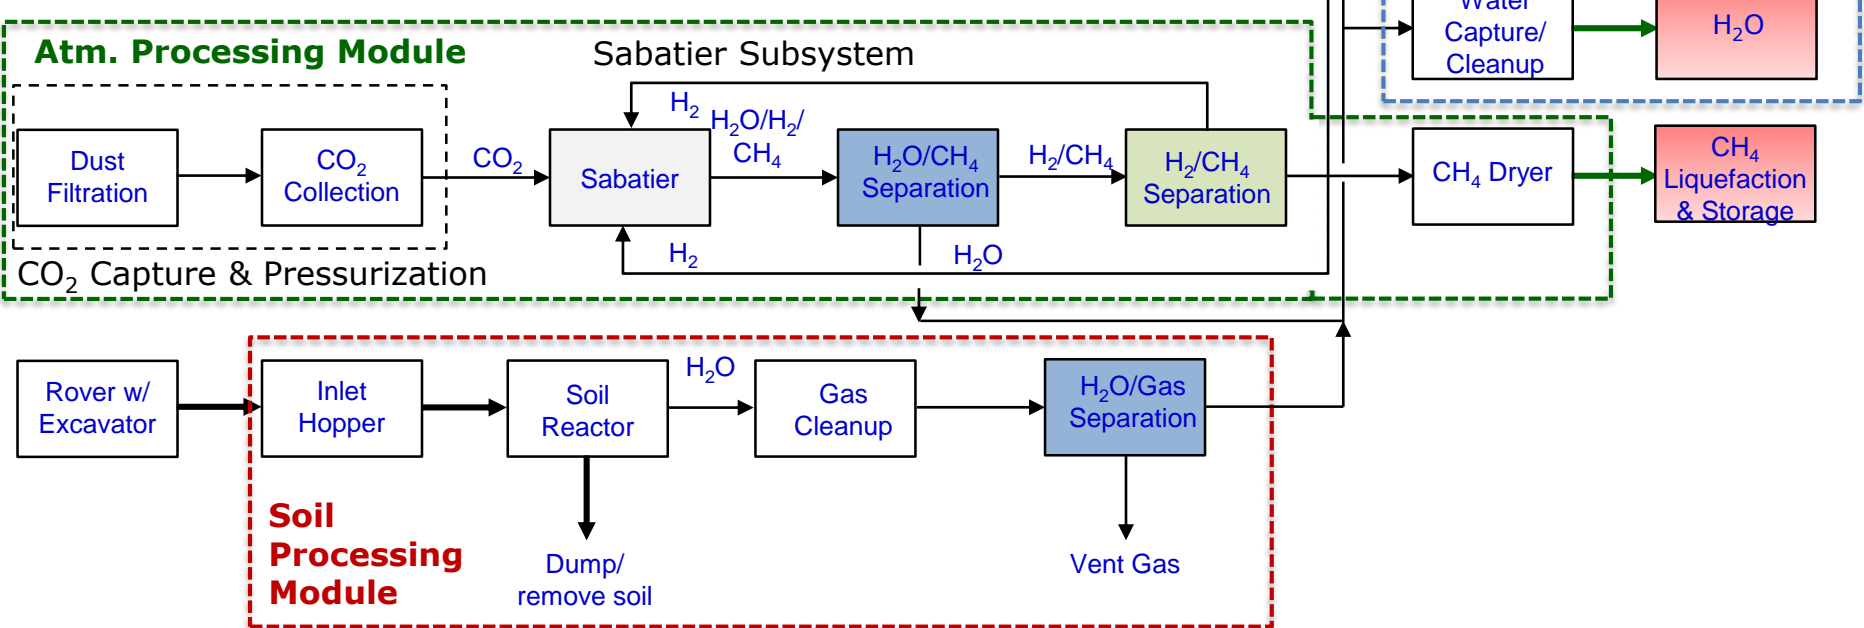 Water
Capture/
Cleanup
H₂O
Atm. Processing Module
Sabatier Subsystem
H₂
H₂O/H₂/
CH₄
Dust
Filtration
CO₂
Collection
CO₂
Sabatier
H₂O/CH₄
Separation
H₂/CH₄
H₂/CH₄
Separation
CH₄ Dryer
CH₄
Liquefaction
& Storage
H₂
H₂O
CO₂ Capture & Pressurization
Rover w/
Excavator
Inlet
Hopper
Soil
Reactor
H₂O
Gas
Cleanup
H₂O/Gas
Separation
Soil
Processing
Module
Dump/
remove soil
Vent Gas